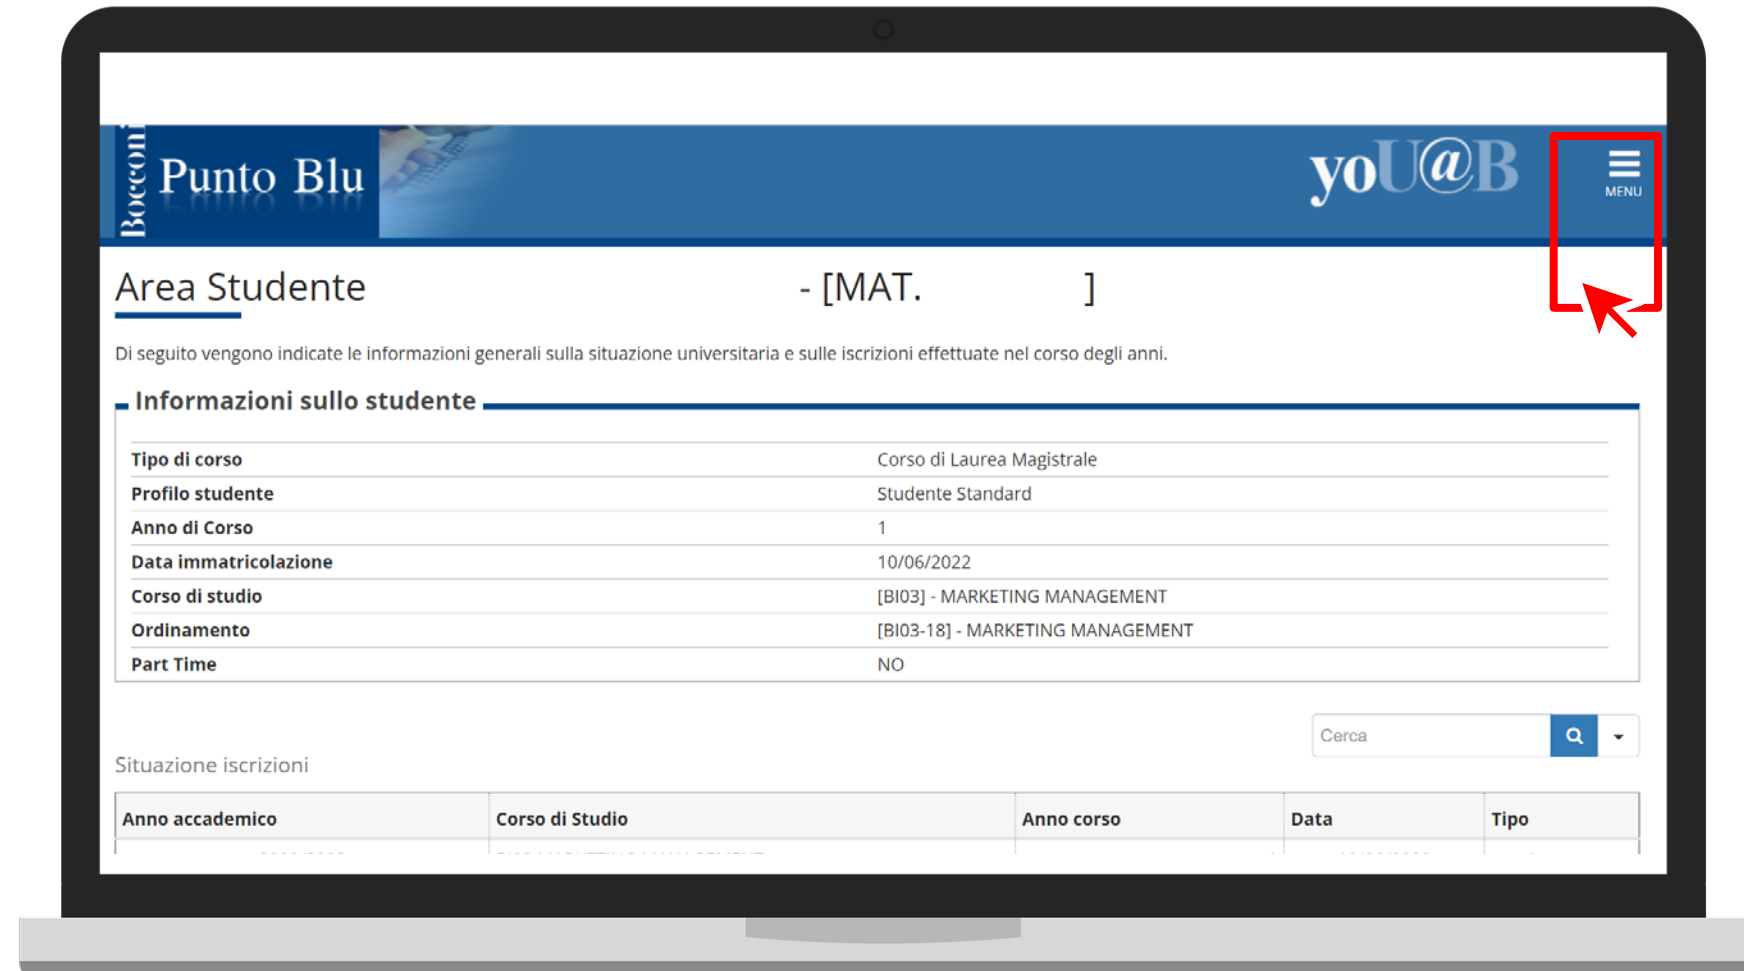 Bocconi
Punto Blu
yoU@B
MENU
Area Studente - [MAT. ]
Di seguito vengono indicate le informazioni generali sulla situazione universitaria e sulle iscrizioni effettuate nel corso degli anni.
Informazioni sullo studente
Tipo di corso Corso di Laurea Magistrale
Profilo studente Studente Standard
Anno di Corso 1
Data immatricolazione 10/06/2022
Corso di studio [BI03] - MARKETING MANAGEMENT
Ordinamento [BI03-18] - MARKETING MANAGEMENT
Part Time NO
Cerca
Situazione iscrizioni
Anno accademico Corso di Studio Anno corso Data Tipo